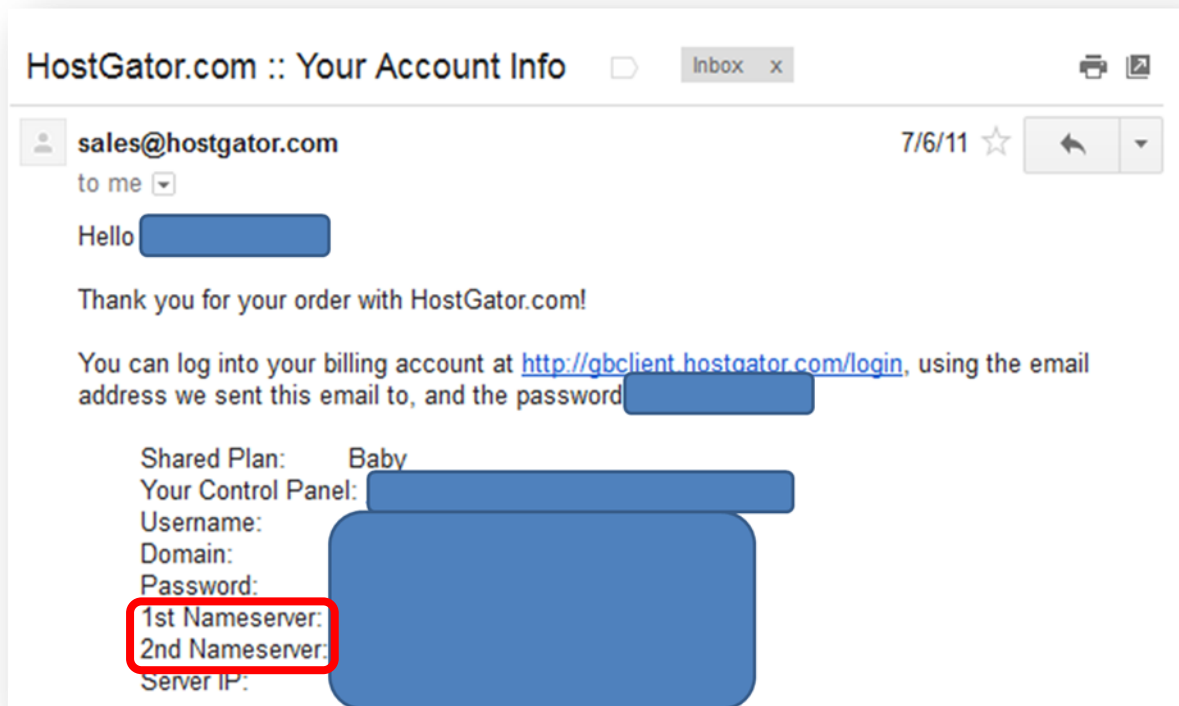 HostGator.com :: Your Account Info
Inbox x
sales@hostgator.com
7/6/11
to me
Hello
Thank you for your order with HostGator.com!
You can log into your billing account at http://gbclient.hostgator.com/login, using the email
address we sent this email to, and the password
Shared Plan: Baby
Your Control Panel:
Username:
Domain:
Password:
1st Nameserver:
2nd Nameserver:
Server IP: